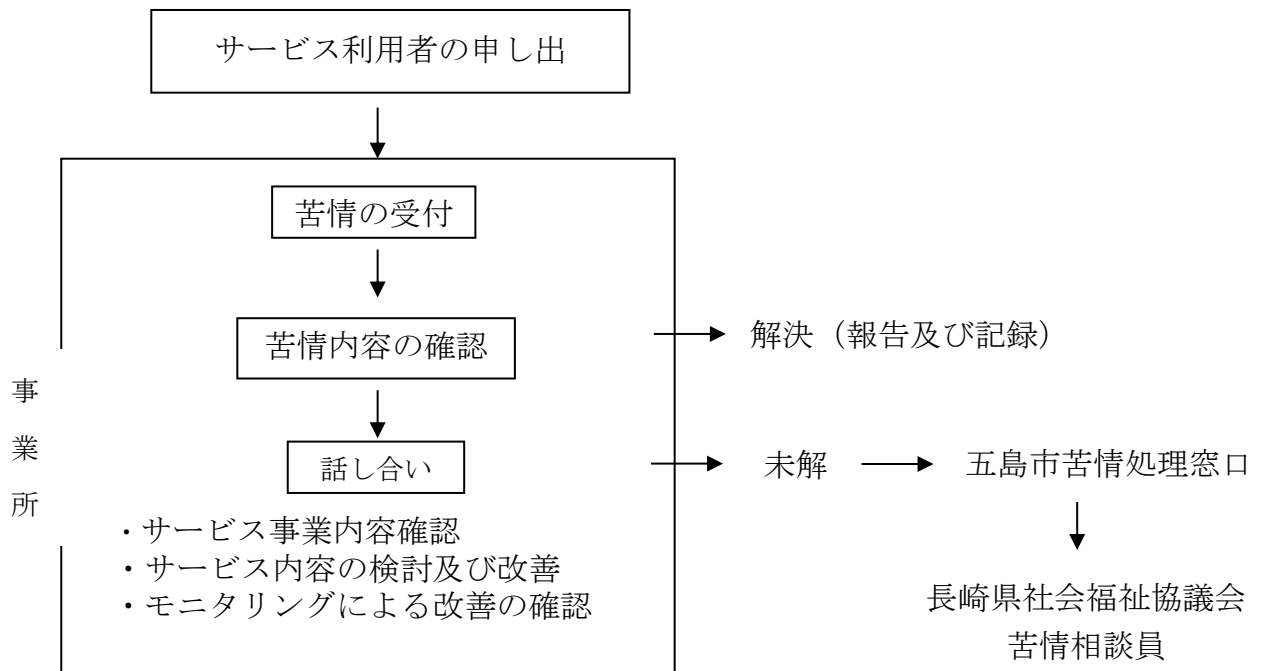 サービス利用者の申し出
苦情の受付
苦情内容の確認
解決（報告及び記録）
事
業
所
話し合い
未解
五島市苦情処理窓口
・サービス事業内容確認
・サービス内容の検討及び改善
・モニタリングによる改善の確認
長崎県社会福祉協議会
苦情相談員